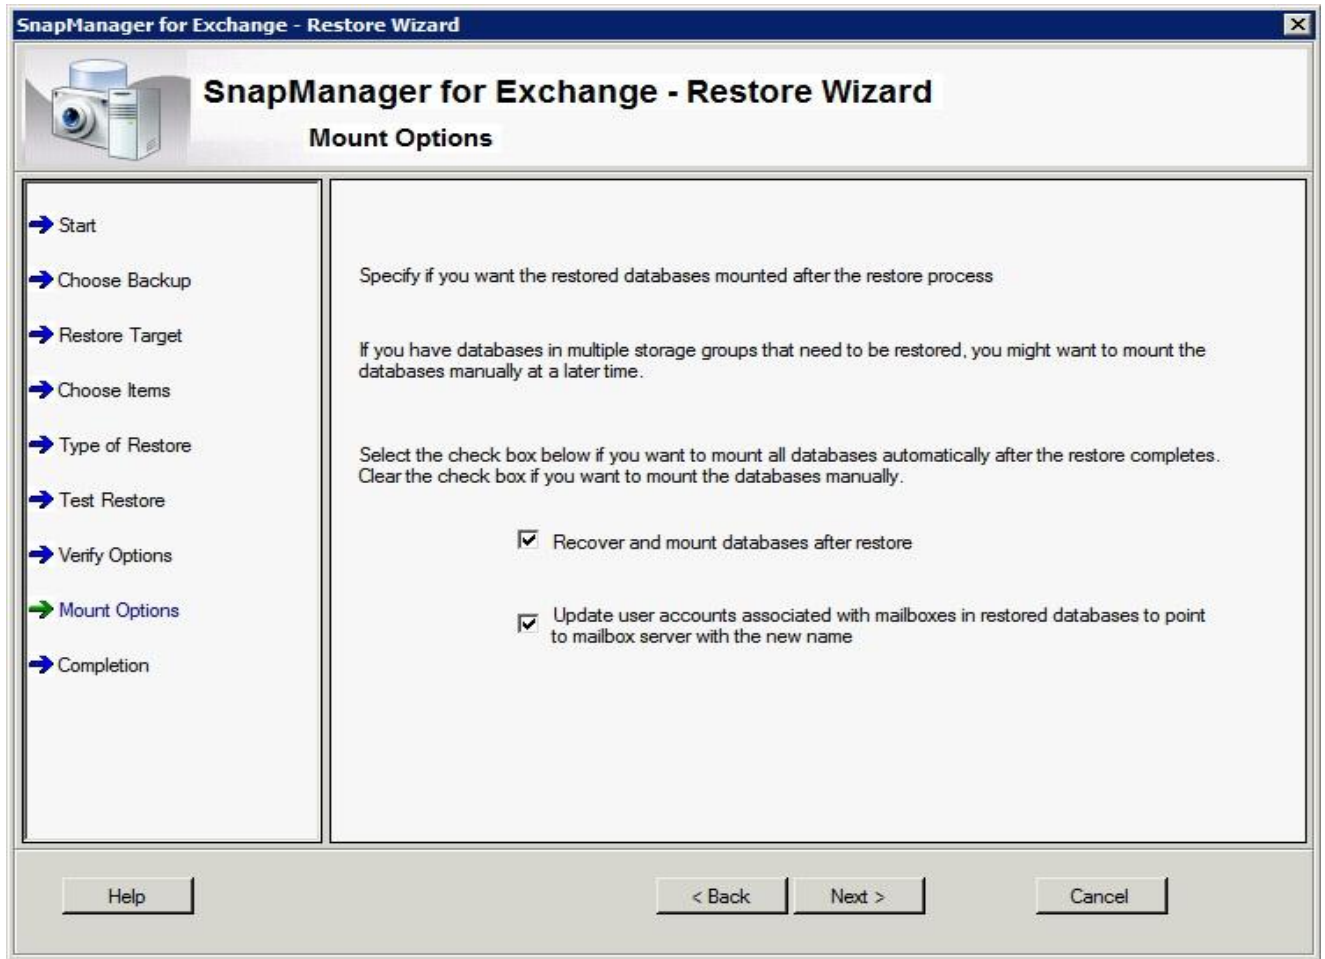 SnapManager for Exchange - Restore Wizard
SnapManager for Exchange - Restore Wizard
Mount Options
Start
Choose Backup
Restore Target
Choose Items
Type of Restore
Test Restore
Verify Options
Mount Options
Completion
Specify if you want the restored databases mounted after the restore process
If you have databases in multiple storage groups that need to be restored, you might want to mount the
databases manually at a later time.
Select the check box below if you want to mount all databases automatically after the restore completes.
Clear the check box if you want to mount the databases manually.
Recover and mount databases after restore
Update user accounts associated with mailboxes in restored databases to point
to mailbox server with the new name
Help
< Back
Next >
Cancel